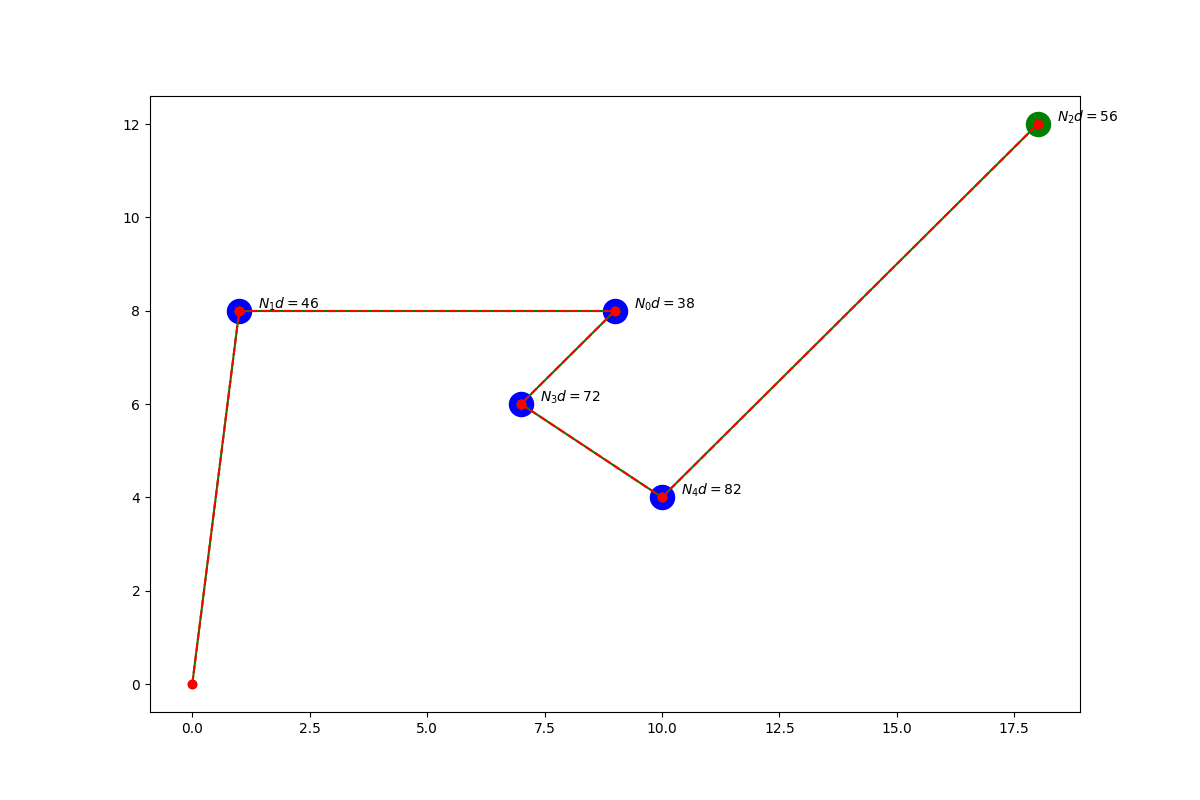 12
N₂d = 56
10
8
N₁d = 46
N₀d = 38
6
N₃d = 72
4
N₄d = 82
2
0
0.0 2.5 5.0 7.5 10.0 12.5 15.0 17.5